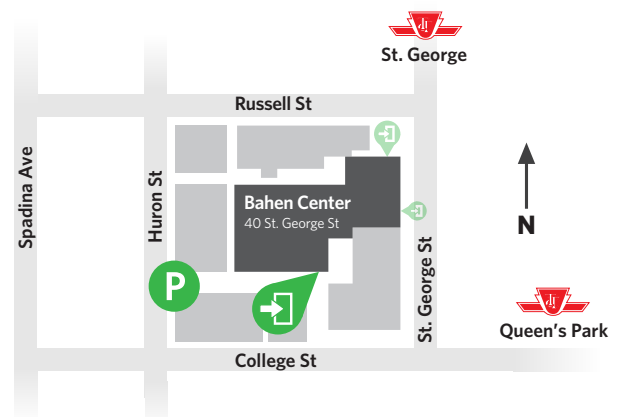 St. George
Russell St
Spadina Ave
Huron St
Bahen Center
40 St. George St
N
P
St. George St
Queen's Park
College St